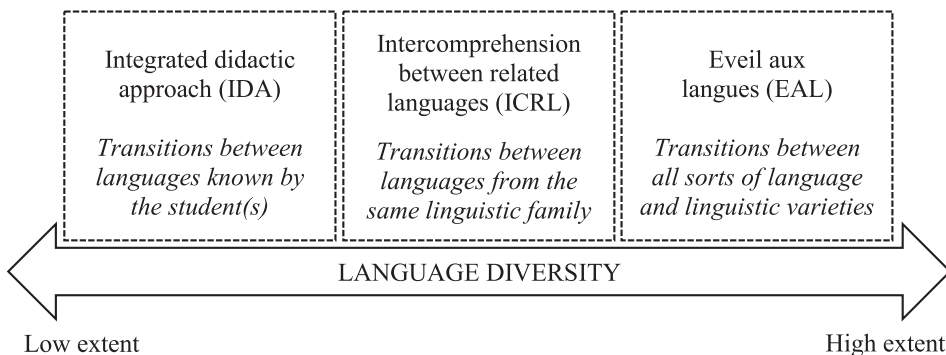 Integrated didactic
approach (IDA)
Transitions between
languages known by
the student(s)
Intercomprehension
between related
languages (ICRL)
Transitions between
languages from the
same linguistic family
Eveil aux
langues (EAL)
Transitions between
all sorts of language
and linguistic varieties
LANGUAGE DIVERSITY
Low extent
High extent